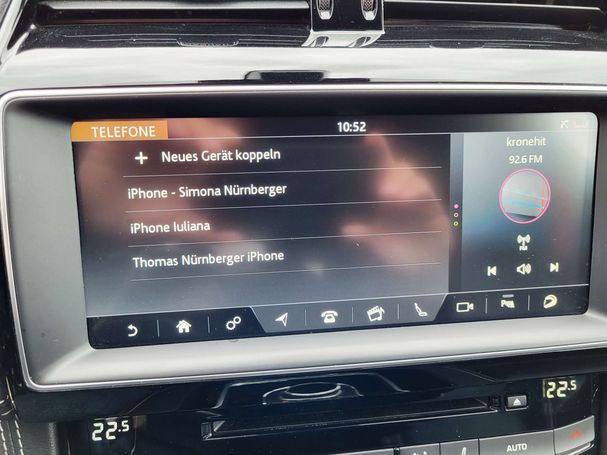 TELEFONE
10:52
+ Neues Gerät koppeln
iPhone - Simona Nürnberger
iPhone Iuliana
Thomas Nürnberger iPhone
kronehit
92.6 FM
FM
22.5
22.5
AUTO